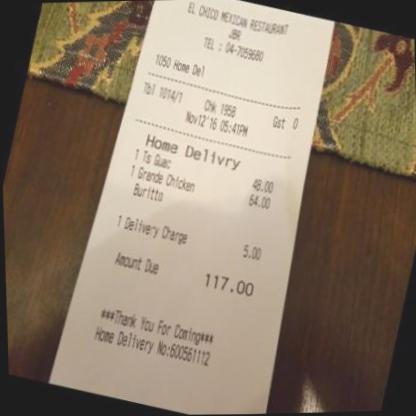 EL CHICO MEXICAN RESTAURANT
JBR
TEL : 04-7059680
1050 Home Del
Tbl 1014/1 Chk 1958 Gst 0
Nov12'16 05:41PM
Home Delivry
1 Ts Guac 48.00
1 Grande Chicken 64.00
Buritto
1 Delivery Charge 5.00
Amount Due 117.00
***Thank You For Coming***
Home Delivery No:600561112